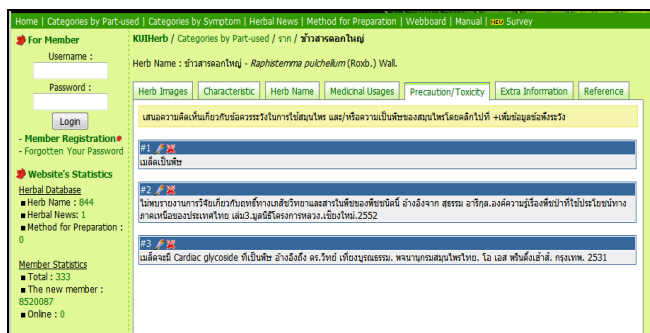 Home | Categories by Part-used | Categories by Symptom | Herbal News | Method for Preparation | Webboard | Manual | NEW Survey
For Member
Username :
Password :
Login
- Member Registration
- Forgotten Your Password
Website's Statistics
Herbal Database
Herb Name : 844
Herbal News: 1
Method for Preparation :
0
Member Statistics
Total : 333
The new member :
8520087
Online : 0
KUIHerb / Categories by Part-used / ราก / ข้าวสารดอกใหญ่
Herb Name : ข้าวสารดอกใหญ่ - Raphistemma pulchellum (Roxb.) Wall.
Herb Images Characteristic Herb Name Medicinal Usages Precaution/Toxicity Extra Information Reference
เสนอความคิดเห็นเกี่ยวกับข้อควรระวังในการใช้สมุนไพร และ/หรือความเป็นพิษของสมุนไพรโดยคลิกไปที่ +เพิ่มข้อมูลข้อพึงระวัง
#1
เมล็ดเป็นพิษ
#2
ไม่พบรายงานการวิจัยเกี่ยวกับฤทธิ์ทางเภสัชวิทยาและสารในพืชของพืชชนิดนี้ อ้างอิงจาก สุธรรม อารีกุล.องค์ความรู้เรื่องพืชป่าที่ใช้ประโยชน์ทาง
ภาคเหนือของประเทศไทย เล่ม3.มูลนิธิโครงการหลวง.เชียงใหม่.2552
#3
เมล็ดจะมี Cardiac glycoside ที่เป็นพิษ อ้างอิงถึง ดร.วิทย์ เที่ยงบูรณธรรม. พจนานุกรมสมุนไพรไทย. โอ เอส พริ้นติ้งเฮ้าส์. กรุงเทพ. 2531